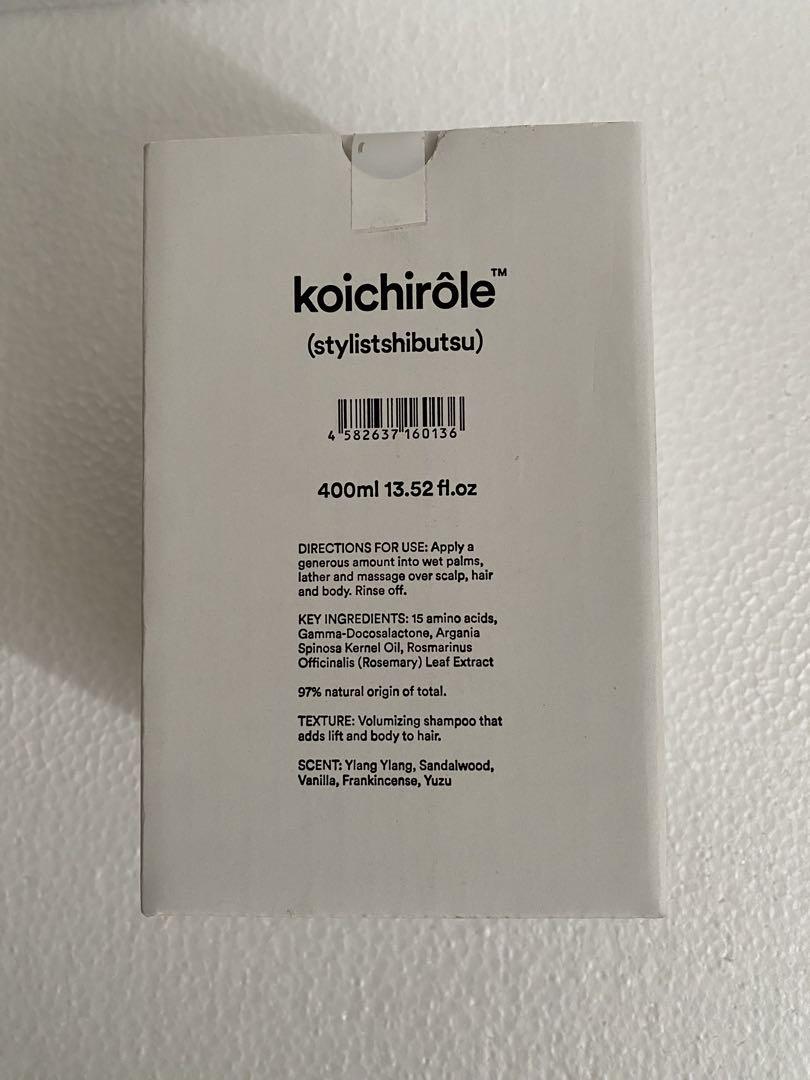 koichirôle™
(stylistshibutsu)
4 582637 160136
400ml 13.52 fl.oz
DIRECTIONS FOR USE: Apply a
generous amount into wet palms,
lather and massage over scalp, hair
and body. Rinse off.
KEY INGREDIENTS: 15 amino acids,
Gamma-Docosalactone, Argania
Spinosa Kernel Oil, Rosmarinus
Officinalis (Rosemary) Leaf Extract
97% natural origin of total.
TEXTURE: Volumizing shampoo that
adds lift and body to hair.
SCENT: Ylang Ylang, Sandalwood,
Vanilla, Frankincense, Yuzu